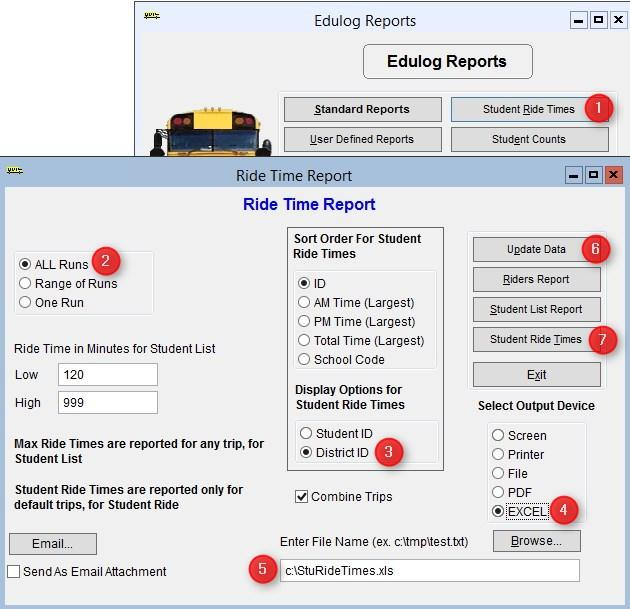 Edulog Reports
Edulog Reports
Standard Reports
Student Ride Times
1
User Defined Reports
Student Counts
Ride Time Report
Ride Time Report
ALL Runs
2
Range of Runs
One Run
Ride Time in Minutes for Student List
Low
120
High
999
Max Ride Times are reported for any trip, for
Student List
Student Ride Times are reported only for
default trips, for Student Ride
Email...
Send As Email Attachment
Sort Order For Student
Ride Times
ID
AM Time (Largest)
PM Time (Largest)
Total Time (Largest)
School Code
Display Options for
Student Ride Times
Student ID
District ID
3
Combine Trips
Update Data
6
Riders Report
Student List Report
Student Ride Times
7
Exit
Select Output Device
Screen
Printer
File
PDF
EXCEL
4
Enter File Name (ex. c:\tmp\test.txt)
Browse...
5
c:\StuRideTimes.xls